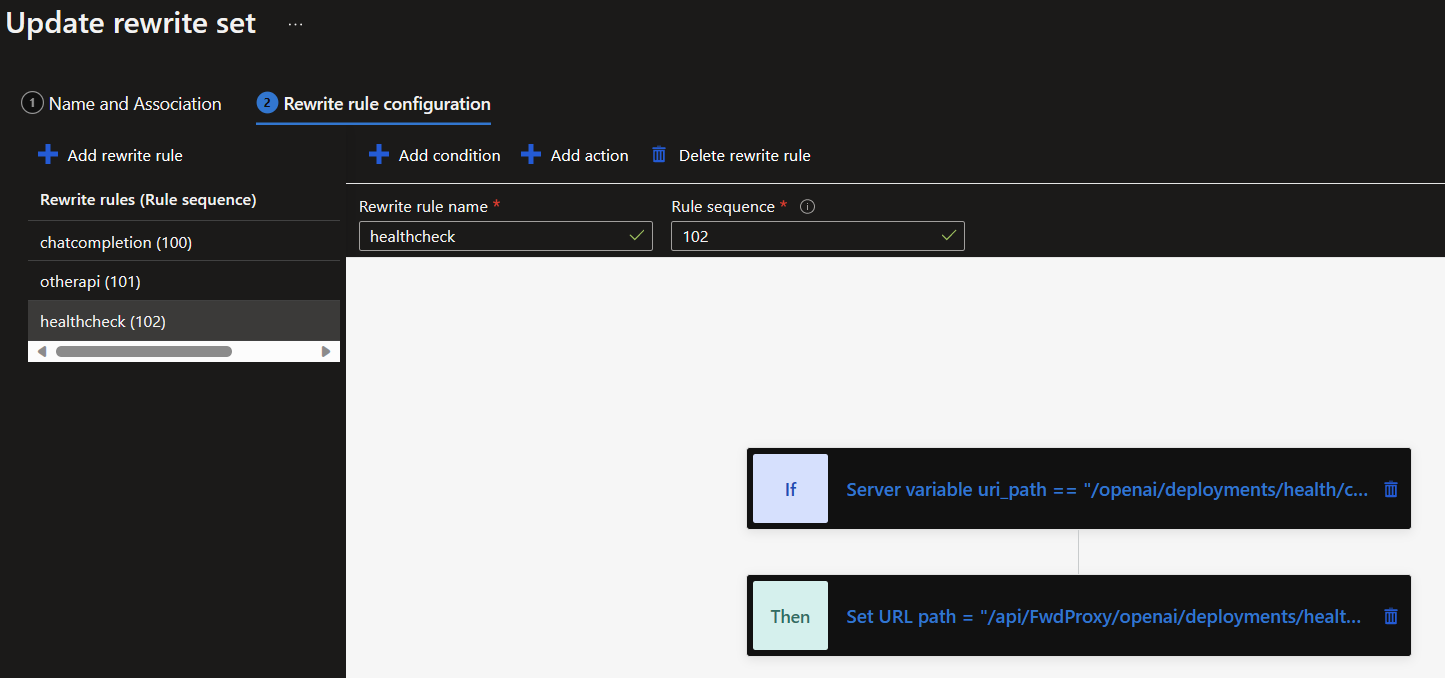 Update rewrite set ...
1 Name and Association 2 Rewrite rule configuration
Add rewrite rule
Rewrite rules (Rule sequence)
chatcompletion (100)
otherapi (101)
healthcheck (102)
Add condition Add action Delete rewrite rule
Rewrite rule name * Rule sequence *
healthcheck 102
If Server variable uri_path == "/openai/deployments/health/c...
Then Set URL path = "/api/FwdProxy/openai/deployments/healt...